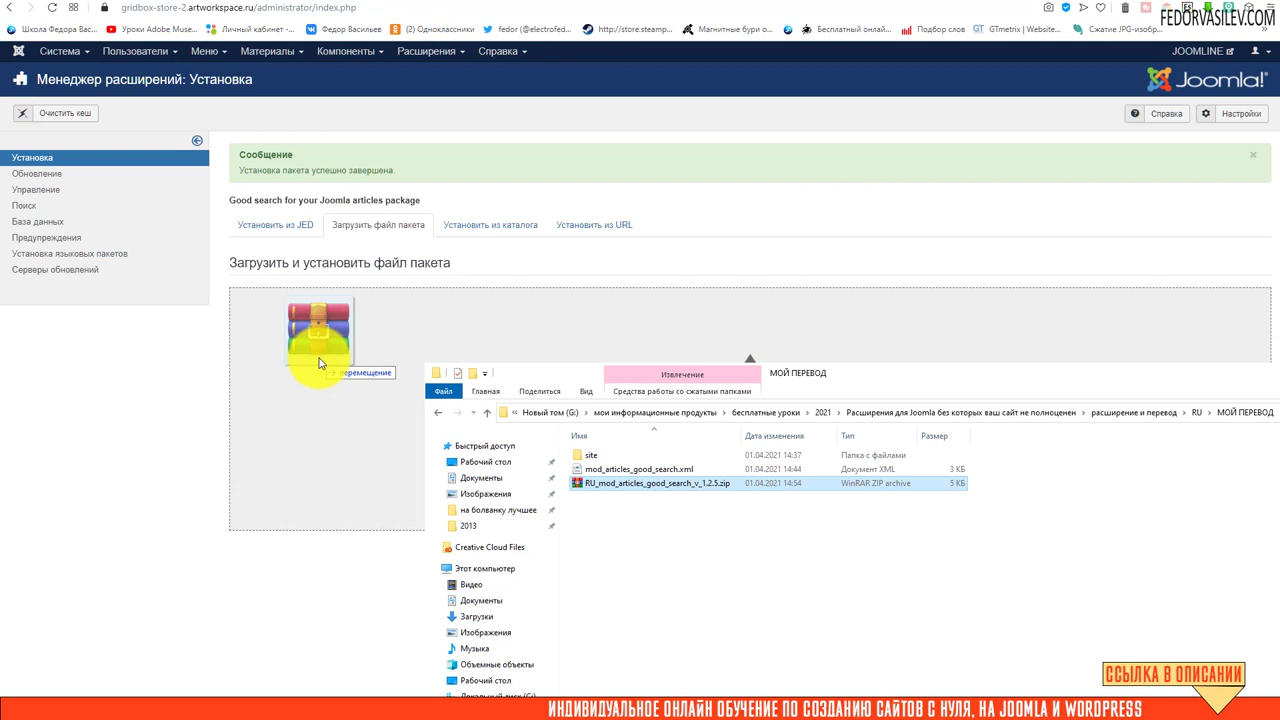 gridbox-store-2.artworkspace.ru/administrator/index.php
FEDORVASILEV.COM
Школа Федора Васи...
Уроки Adobe Muse...
Личный кабинет -...
Федор Васильев
(2) Одноклассники
fedor (@electrofed...
http://store.steamp...
Магнитные бури о...
Бесплатный онлай...
Подбор слов
GTmetrix | Website...
Сжатие JPG-изобр...
Система
Пользователи
Меню
Материалы
Компоненты
Расширения
Справка
JOOMLINE
Менеджер расширений: Установка
Joomla!
Очистить кеш
Справка
Настройки
Установка
Обновление
Управление
Поиск
База данных
Предупреждения
Установка языковых пакетов
Серверы обновлений
Сообщение
Установка пакета успешно завершена.
Good search for your Joomla articles package
Установить из JED
Загрузить файл пакета
Установить из каталога
Установить из URL
Загрузить и установить файл пакета
перемещение
Извлечение
МОЙ ПЕРЕВОД
Файл
Главная
Поделиться
Вид
Средства работы со сжатыми папками
« Новый том (G:) › мои информационные продукты › бесплатные уроки › 2021 › Расширения для Joomla без которых ваш сайт не полноценен › расширение и перевод › RU › МОЙ ПЕРЕВОД
Имя
Дата изменения
Тип
Размер
site 01.04.2021 14:37 Папка с файлами
mod_articles_good_search.xml 01.04.2021 14:44 Документ XML 3 КБ
RU_mod_articles_good_search_v_1.2.5.zip 01.04.2021 14:54 WinRAR ZIP archive 5 КБ
Быстрый доступ
Рабочий стол
Документы
Изображения
на болванку лучшее
2013
Creative Cloud Files
Этот компьютер
Видео
Документы
Загрузки
Изображения
Музыка
Объемные объекты
Рабочий стол
Локальный диск (C:)
ССЫЛКА В ОПИСАНИИ
ИНДИВИДУАЛЬНОЕ ОНЛАЙН ОБУЧЕНИЕ ПО СОЗДАНИЮ САЙТОВ С НУЛЯ, НА JOOMLA И WORDPRESS